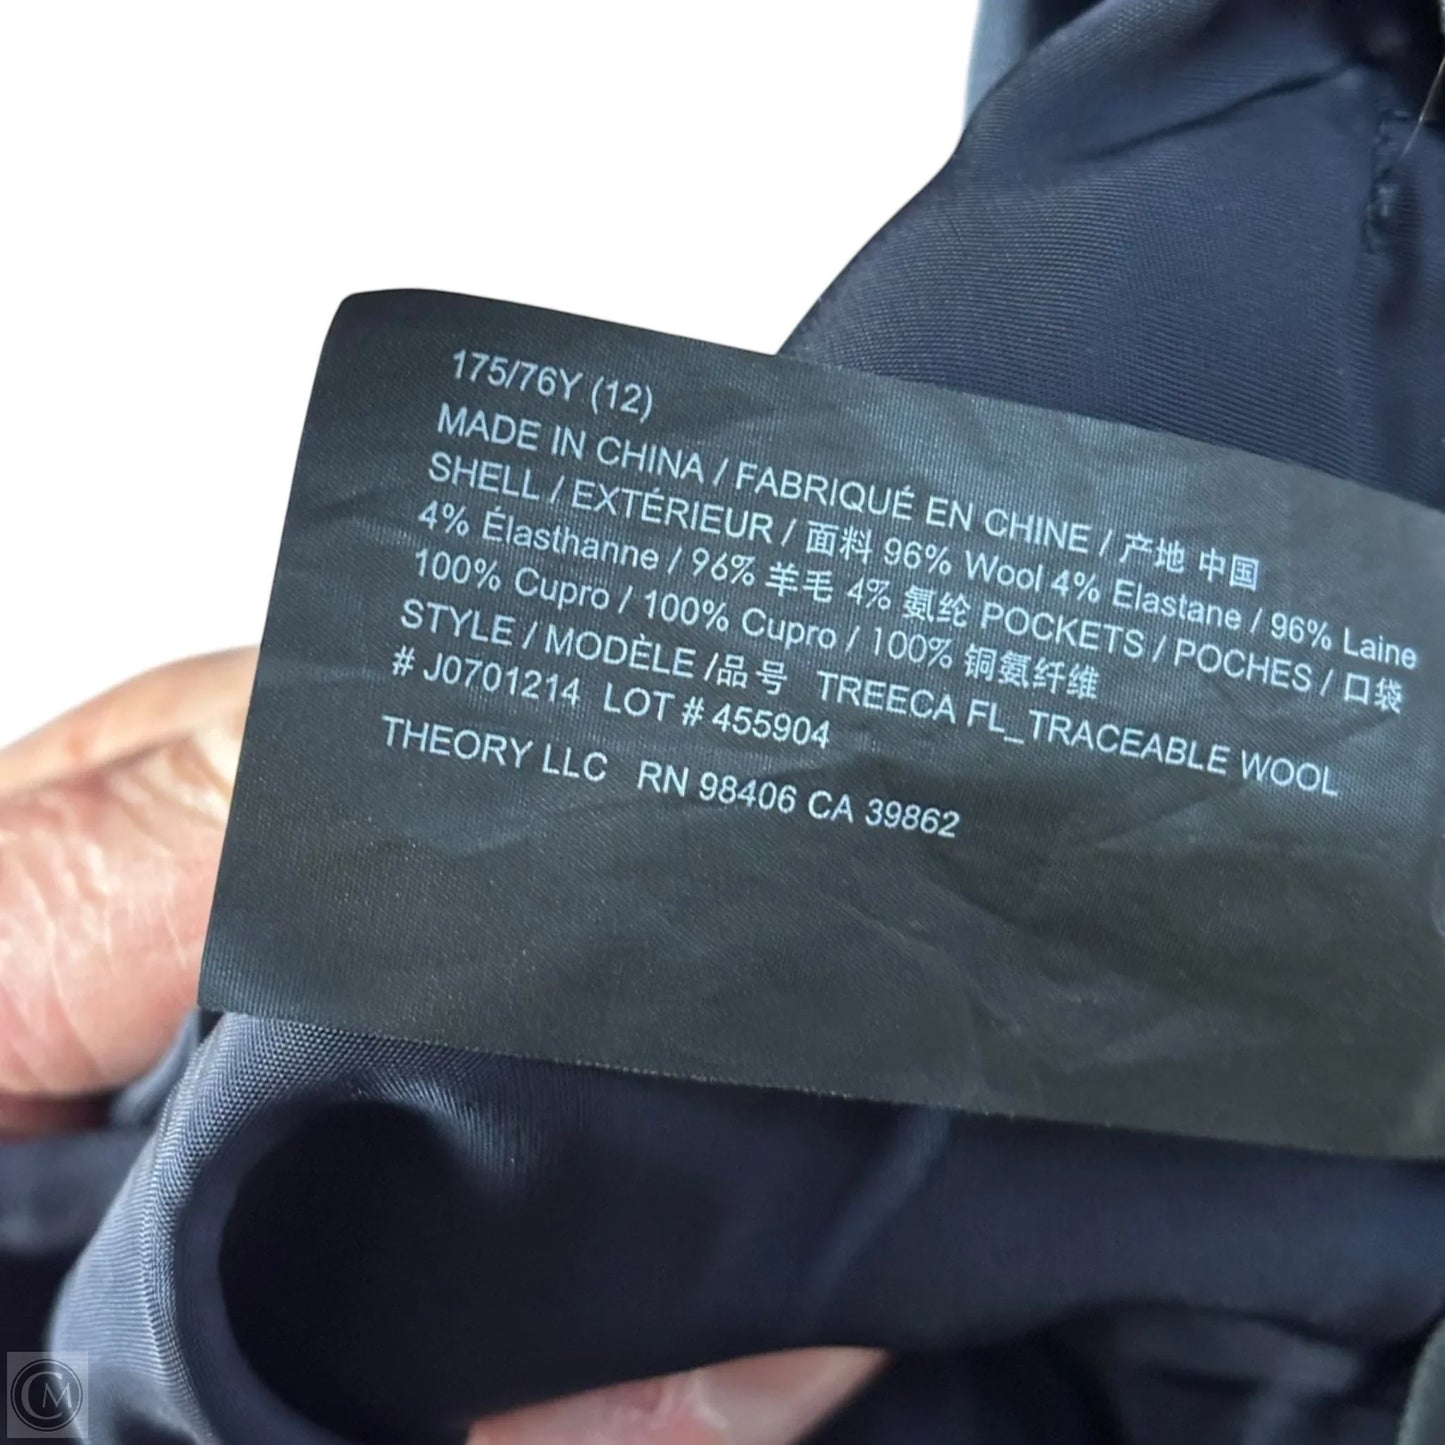 175/76Y (12)
MADE IN CHINA / FABRIQUÉ EN CHINE / 产地 中国
SHELL / EXTÉRIEUR / 面料 96% Wool 4% Elastane / 96% Laine
4% Élasthanne / 96% 羊毛 4% 氨纶 POCKETS / POCHES / 口袋
100% Cupro / 100% Cupro / 100% 铜氨纤维
STYLE / MODÈLE /品号 TREECA FL_TRACEABLE WOOL
# J0701214 LOT # 455904
THEORY LLC RN 98406 CA 39862
CM